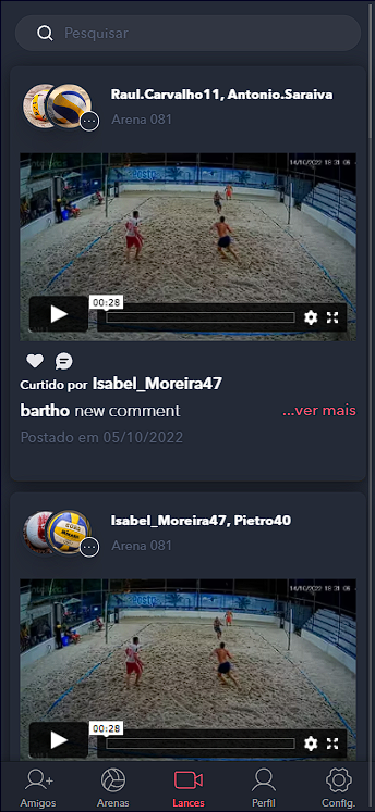 Pesquisar
Raul.Carvalho11, Antonio.Saraiva
Arena 081
14/10/2022 18 31 06
00:28
Curtido por Isabel_Moreira47
bartho new comment ...ver mais
Postado em 05/10/2022
Isabel_Moreira47, Pietro40
Arena 081
14/10/2022 18 31 06
00:28
Amigos Arenas Lances Perfil Config.